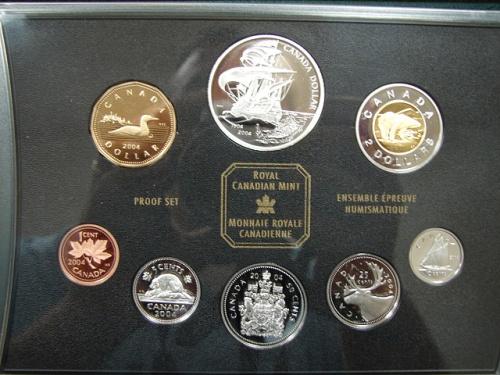 CANADA
2004
DOLLAR
CANADA DOLLAR
2004
CANADA
2 DOLLARS
ROYAL
CANADIAN MINT
MONNAIE ROYALE
CANADIENNE
PROOF SET
ENSEMBLE ÉPREUVE
NUMISMATIQUE
1 CENT
2004
CANADA
5 CENTS
CANADA
2004
2004
CANADA
50 CENTS
25
CENTS